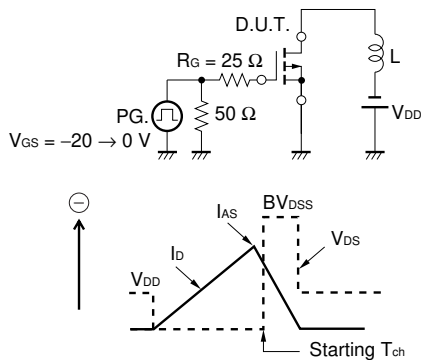 D.U.T.
RG = 25 Ω
L
PG.
50 Ω
VDD
VGS = −20 → 0 V
−
IAS
BVDSS
ID
VDS
VDD
Starting Tch